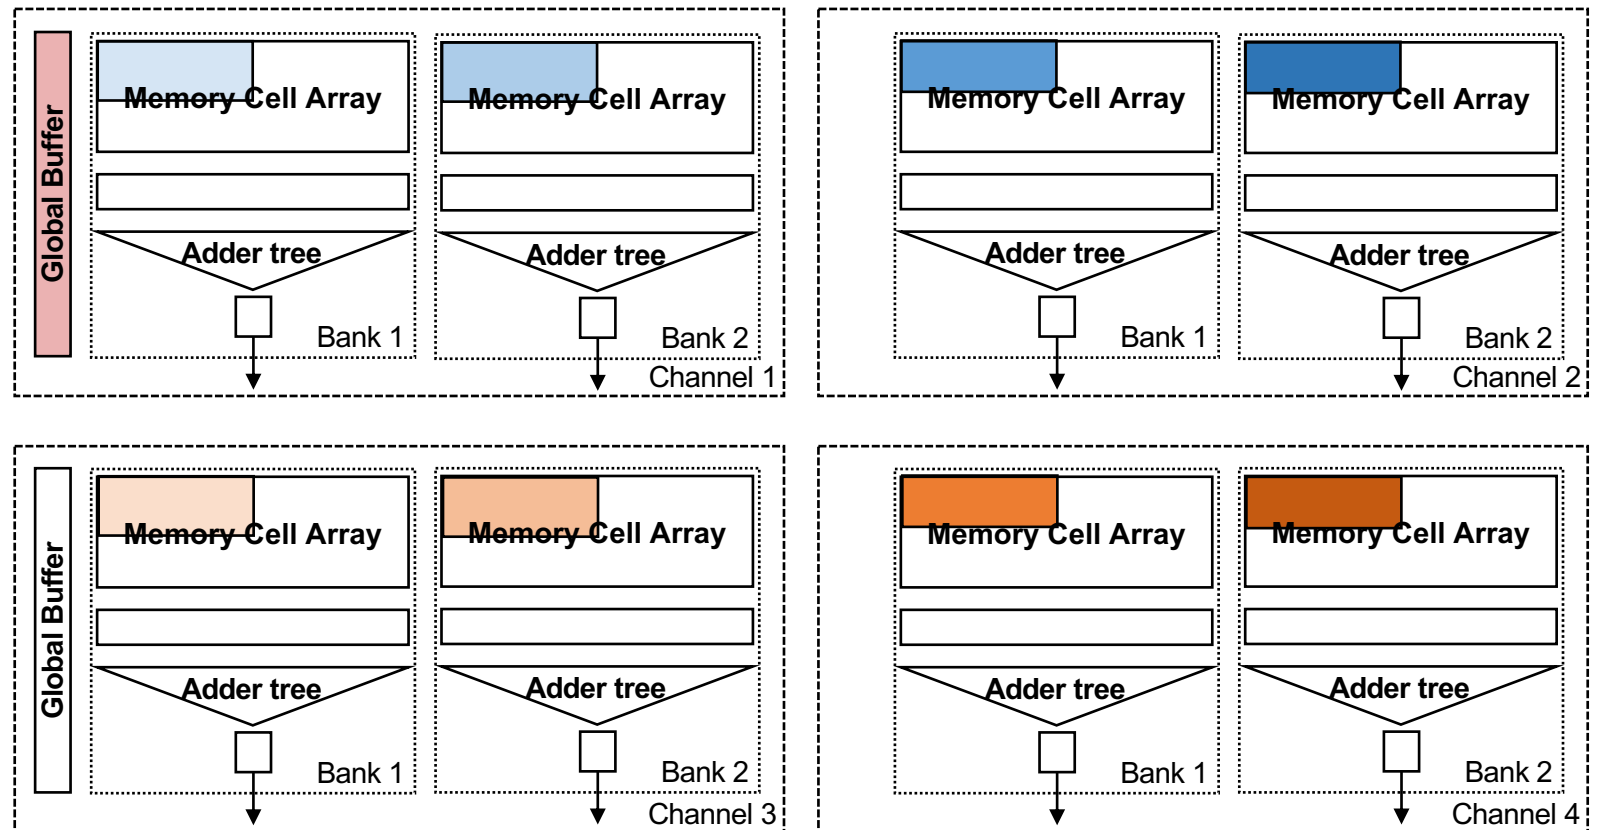 Global Buffer
Memory Cell Array
Adder tree
Bank 1
Memory Cell Array
Adder tree
Bank 2
Channel 1
Memory Cell Array
Adder tree
Bank 1
Memory Cell Array
Adder tree
Bank 2
Channel 2
Global Buffer
Memory Cell Array
Adder tree
Bank 1
Memory Cell Array
Adder tree
Bank 2
Channel 3
Memory Cell Array
Adder tree
Bank 1
Memory Cell Array
Adder tree
Bank 2
Channel 4